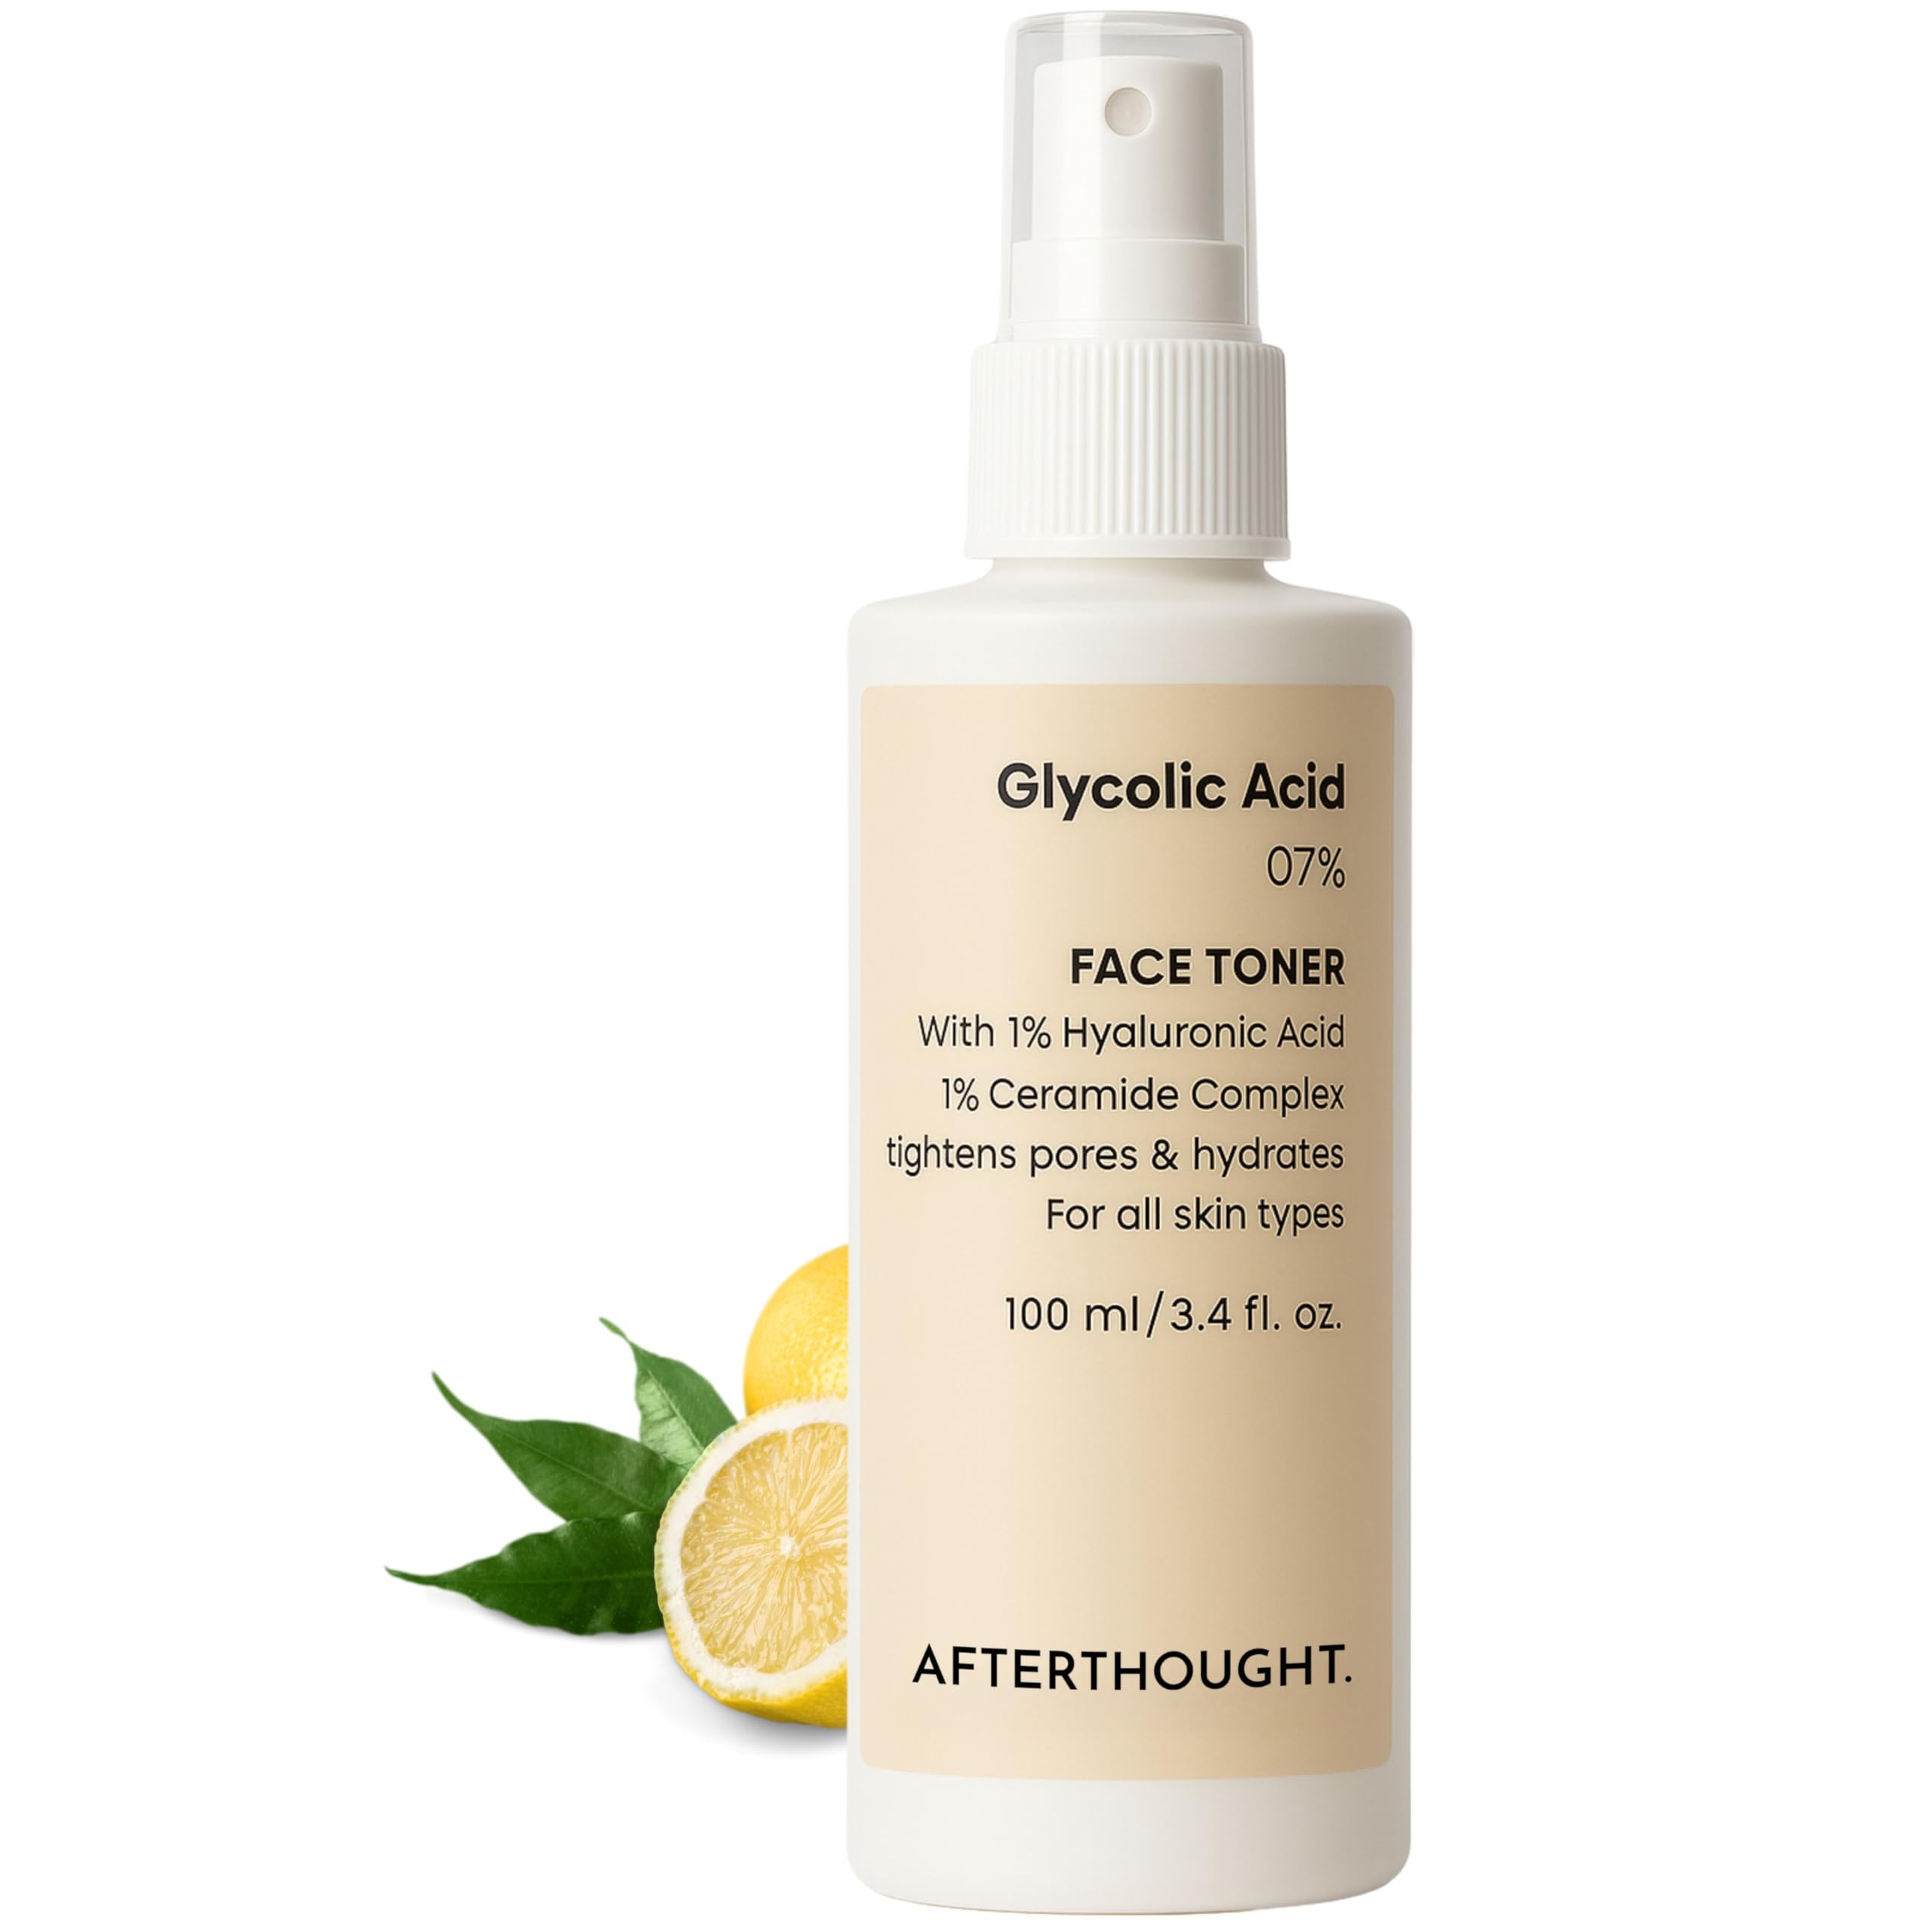 Glycolic Acid
07%
FACE TONER
With 1% Hyaluronic Acid
1% Ceramide Complex
tightens pores & hydrates
For all skin types
100 ml/3.4 fl. oz.
AFTERTHOUGHT.